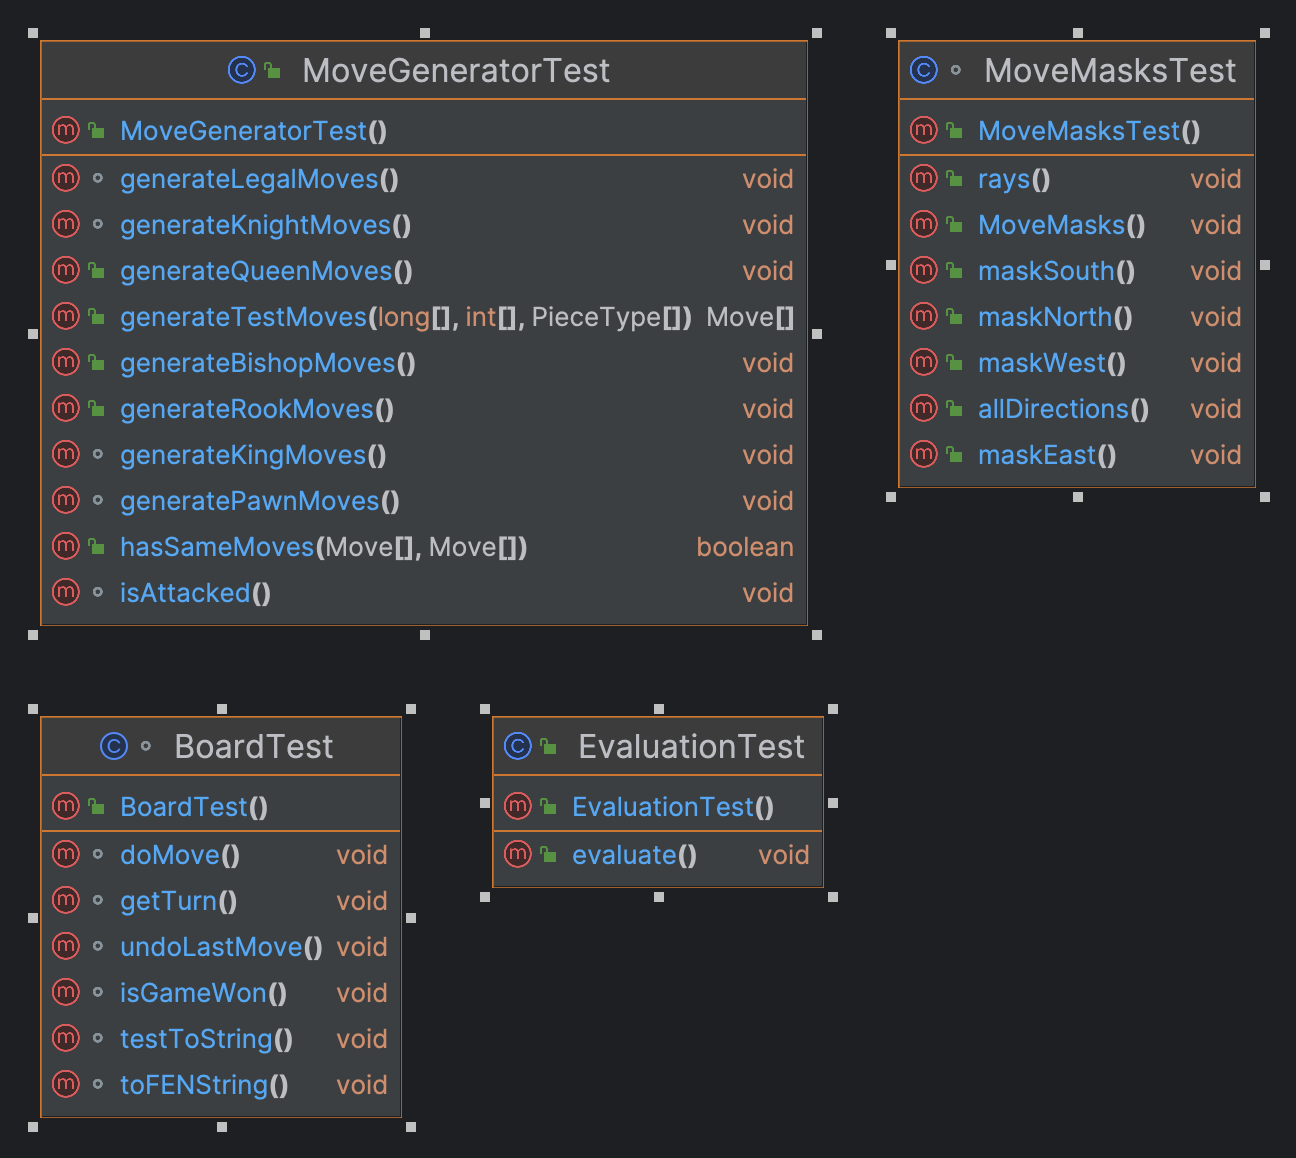 MoveGeneratorTest
MoveGeneratorTest()
generateLegalMoves() void
generateKnightMoves() void
generateQueenMoves() void
generateTestMoves(long[], int[], PieceType[]) Move[]
generateBishopMoves() void
generateRookMoves() void
generateKingMoves() void
generatePawnMoves() void
hasSameMoves(Move[], Move[]) boolean
isAttacked() void
MoveMasksTest
MoveMasksTest()
rays() void
MoveMasks() void
maskSouth() void
maskNorth() void
maskWest() void
allDirections() void
maskEast() void
BoardTest
BoardTest()
doMove() void
getTurn() void
undoLastMove() void
isGameWon() void
testToString() void
toFENString() void
EvaluationTest
EvaluationTest()
evaluate() void